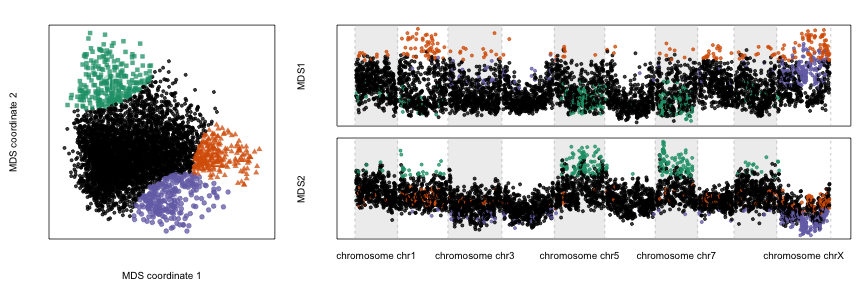 MDS coordinate 2
MDS coordinate 1
MDS1
MDS2
chromosome chr1
chromosome chr3
chromosome chr5
chromosome chr7
chromosome chrX